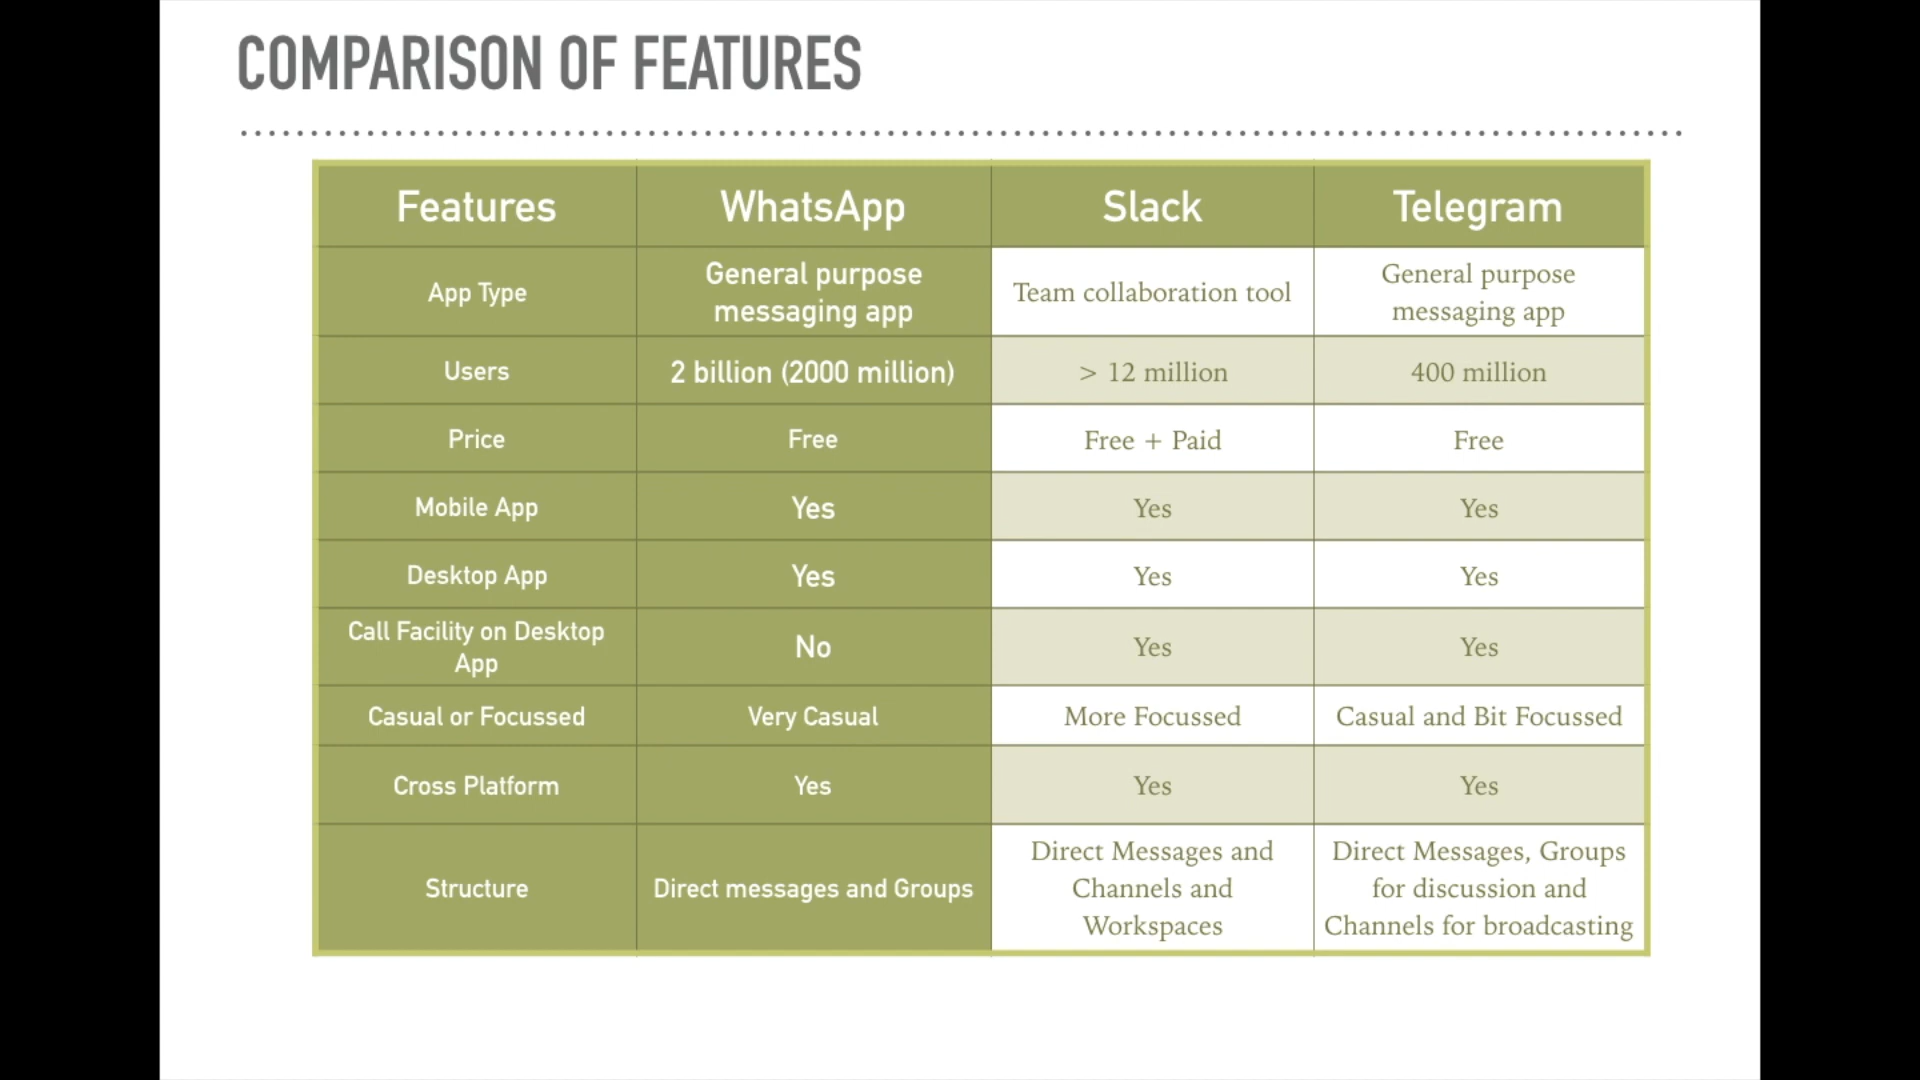 COMPARISON OF FEATURES
Features WhatsApp Slack Telegram
App Type General purpose messaging app Team collaboration tool General purpose messaging app
Users 2 billion (2000 million) > 12 million 400 million
Price Free Free + Paid Free
Mobile App Yes Yes Yes
Desktop App Yes Yes Yes
Call Facility on Desktop App No Yes Yes
Casual or Focussed Very Casual More Focussed Casual and Bit Focussed
Cross Platform Yes Yes Yes
Structure Direct messages and Groups Direct Messages and Channels and Workspaces Direct Messages, Groups for discussion and Channels for broadcasting